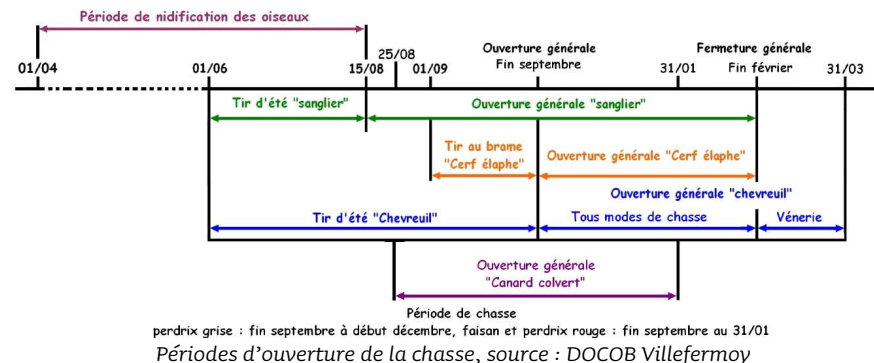 Période de nidification des oiseaux
25/08
Ouverture générale
Fin septembre
Fermeture générale
Fin février
01/04
01/06
15/08
01/09
31/01
31/03
Tir d'été "sanglier"
Ouverture générale "sanglier"
Tir au brame
"Cerf élaphe"
Ouverture générale "Cerf élaphe"
Ouverture générale "chevreuil"
Tir d'été "Chevreuil"
Tous modes de chasse
Vénerie
Ouverture générale
"Canard colvert"
Période de chasse
perdrix grise : fin septembre à début décembre, faisan et perdrix rouge : fin septembre au 31/01
Périodes d'ouverture de la chasse, source : DOCOB Villefermoy